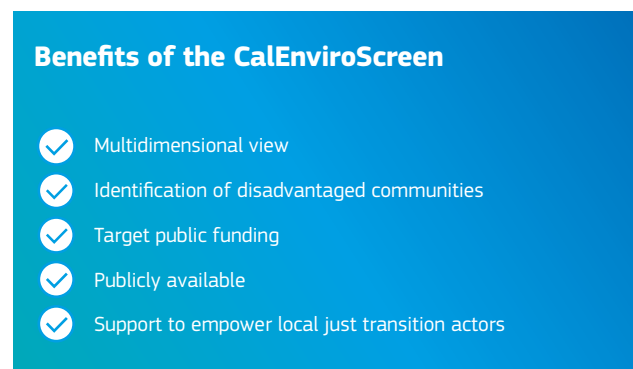 Benefits of the CalEnviroScreen
Multidimensional view
Identification of disadvantaged communities
Target public funding
Publicly available
Support to empower local just transition actors